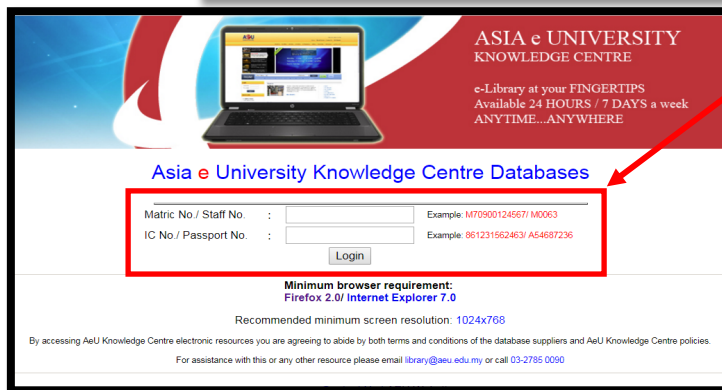 ASIA e UNIVERSITY
KNOWLEDGE CENTRE
e-Library at your FINGERTIPS
Available 24 HOURS / 7 DAYS a week
ANYTIME...ANYWHERE
Asia e University Knowledge Centre Databases
Matric No./ Staff No. : Example: M70900124567/ M0063
IC No./ Passport No. : Example: 861231562463/ A54687236
Login
Minimum browser requirement:
Firefox 2.0/ Internet Explorer 7.0
Recommended minimum screen resolution: 1024x768
By accessing AeU Knowledge Centre electronic resources you are agreeing to abide by both terms and conditions of the database suppliers and AeU Knowledge Centre policies.
For assistance with this or any other resource please email library@aeu.edu.my or call 03-2785 0090